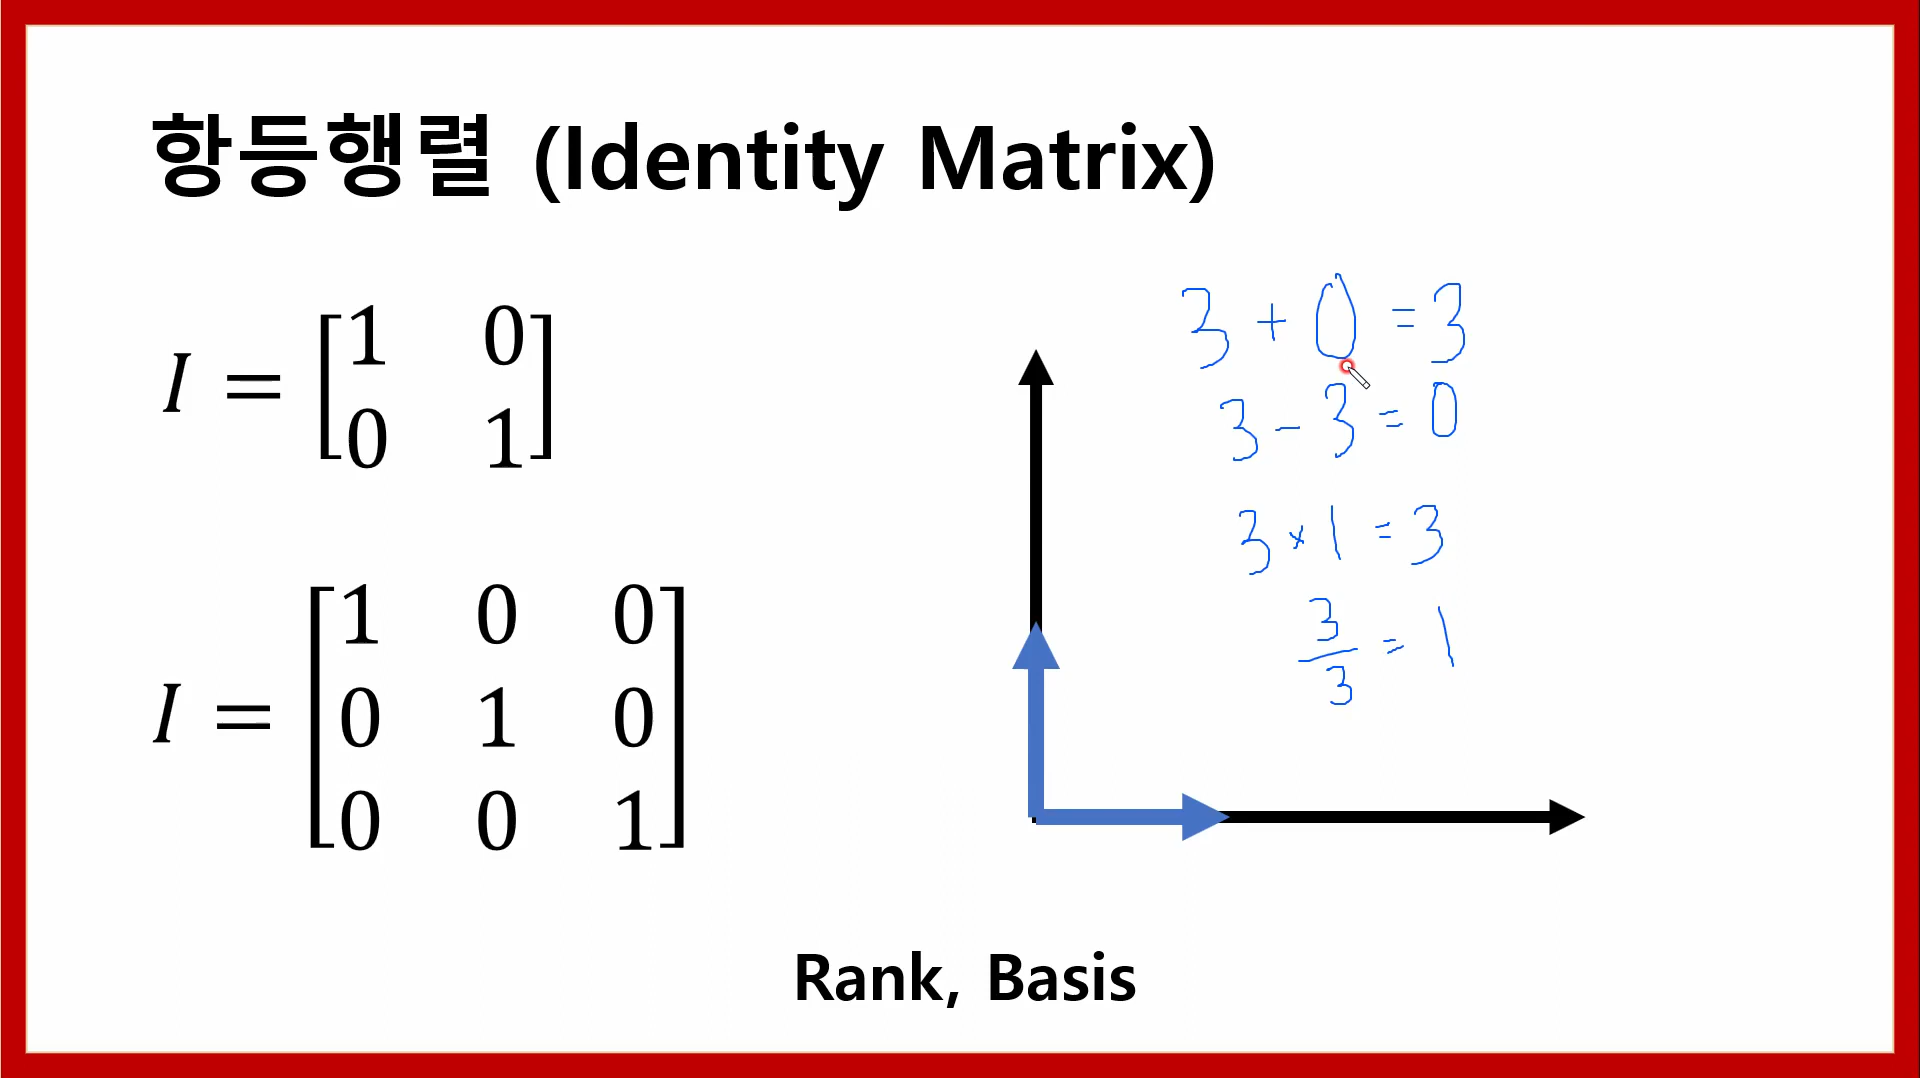 항등행렬 (Identity Matrix)
I = [1 0
0 1]
I = [1 0 0
0 1 0
0 0 1]
3 + 0 = 3
3 - 3 = 0
3 × 1 = 3
3/3 = 1
Rank, Basis